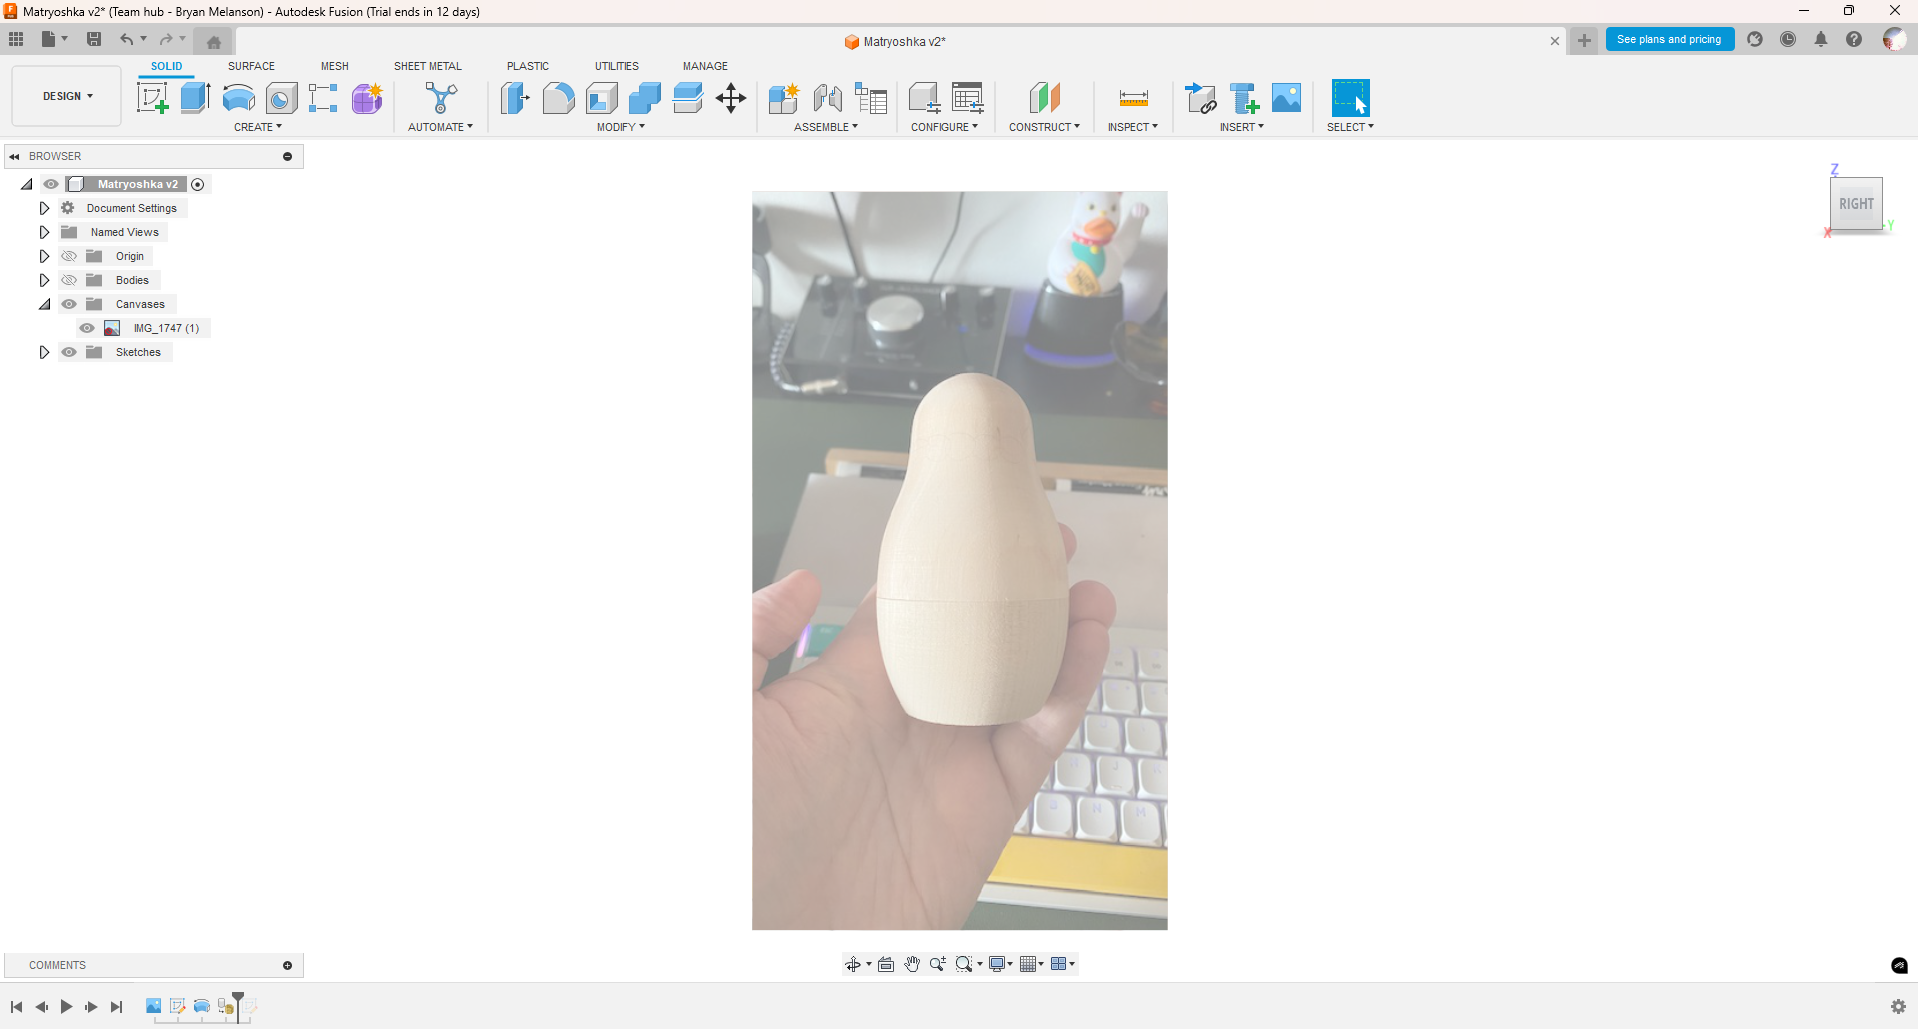 Matryoshka v2* (Team hub - Bryan Melanson) - Autodesk Fusion (Trial ends in 12 days)
Matryoshka v2*
See plans and pricing
SOLID SURFACE MESH SHEET METAL PLASTIC UTILITIES MANAGE
DESIGN
CREATE AUTOMATE MODIFY ASSEMBLE CONFIGURE CONSTRUCT INSPECT INSERT SELECT
BROWSER
Matryoshka v2
Document Settings
Named Views
Origin
Bodies
Canvases
IMG_1747 (1)
Sketches
Z
RIGHT
X
Y
COMMENTS